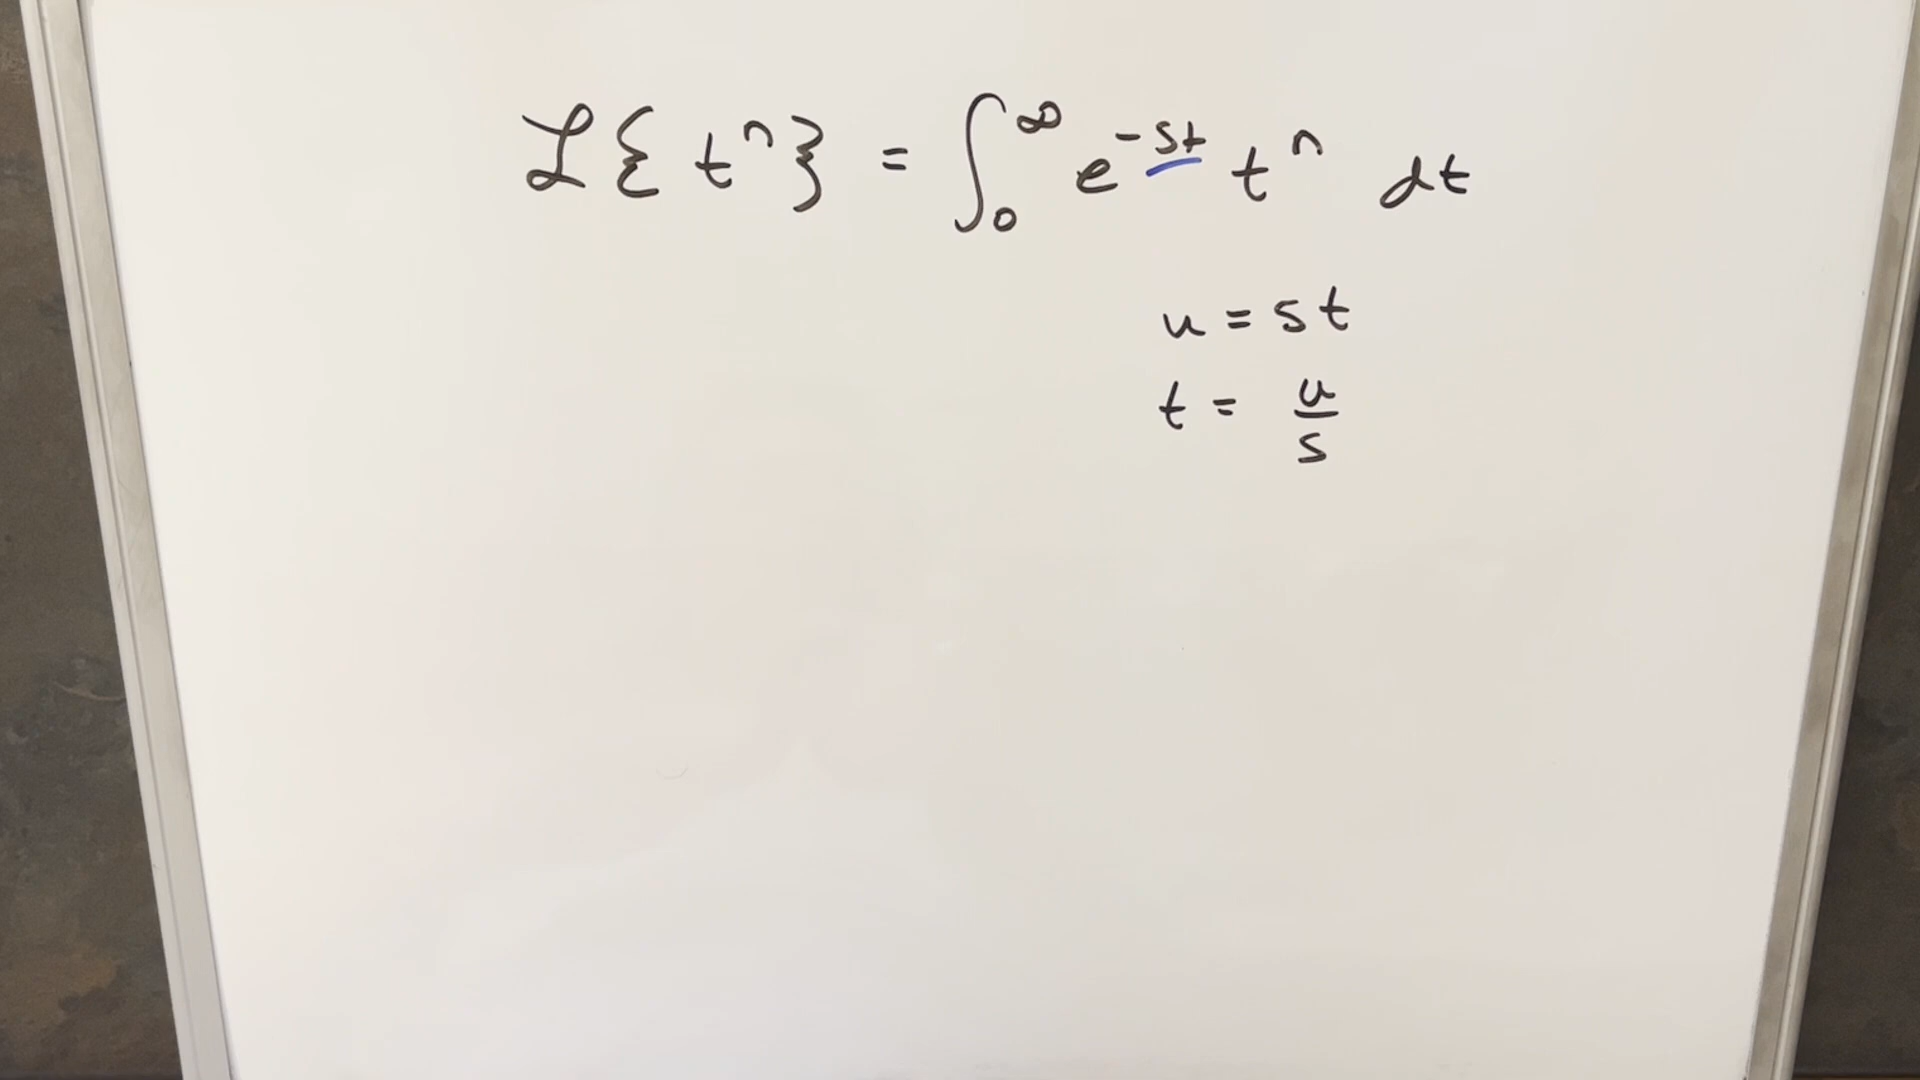 ℒ{ tⁿ} = ∫₀^∞ e^{-st} tⁿ dt
u = st
t = u/s